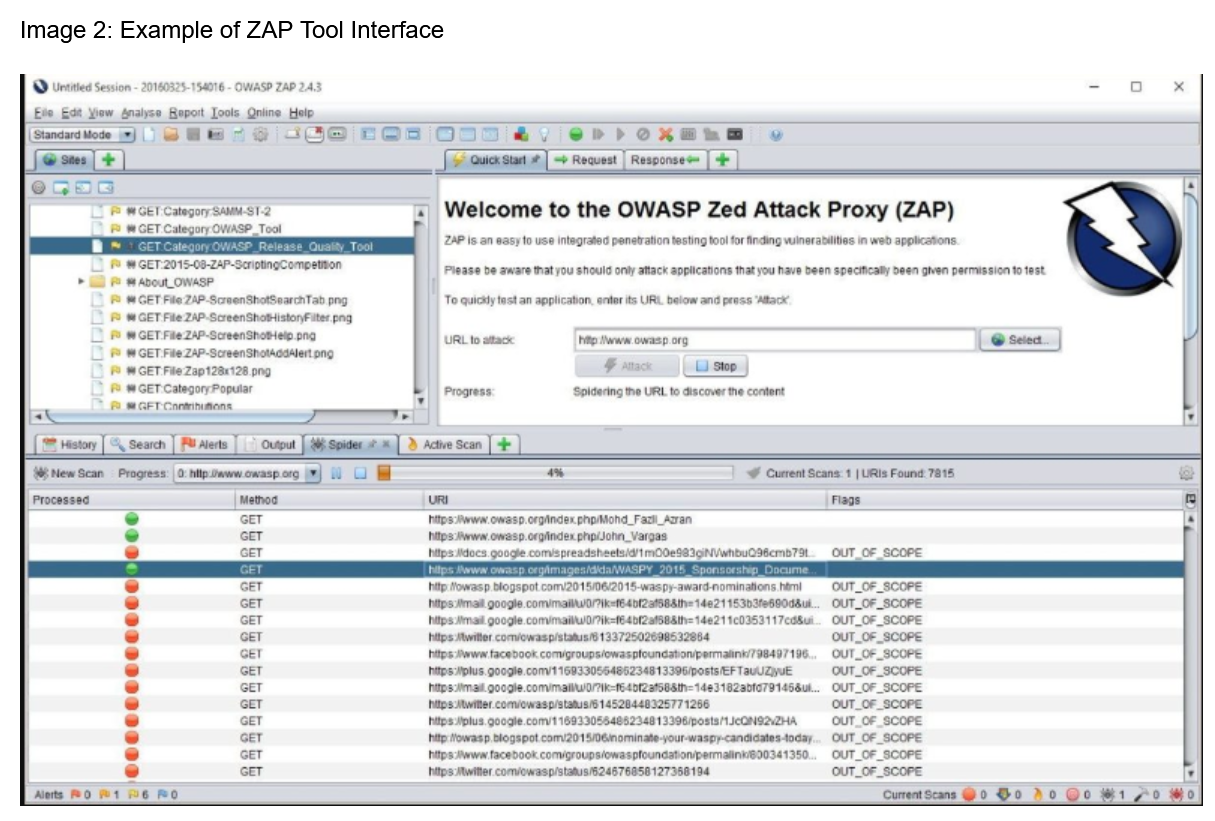 Image 2: Example of ZAP Tool Interface
Untitled Session - 20160325-154016 - OWASP ZAP 2.4.3
File Edit View Analyse Report Tools Online Help
Standard Mode
Sites
Quick Start Request Response
GET:Category:SAMM-ST-2
GET:Category:OWASP_Tool
GET:Category:OWASP_Release_Quality_Tool
GET:2015-08-ZAP-ScriptingCompetition
About_OWASP
GET:File:ZAP-ScreenShotSearchTab.png
GET:File:ZAP-ScreenShotHistoryFilter.png
GET:File:ZAP-ScreenShotHelp.png
GET:File:ZAP-ScreenShotAddAlert.png
GET:File:Zap128x128.png
GET:Category:Popular
GET:Contributions
Welcome to the OWASP Zed Attack Proxy (ZAP)
ZAP is an easy to use integrated penetration testing tool for finding vulnerabilities in web applications.
Please be aware that you should only attack applications that you have been specifically been given permission to test.
To quickly test an application, enter its URL below and press 'Attack'.
URL to attack: http://www.owasp.org Select...
Attack Stop
Progress: Spidering the URL to discover the content
History Search Alerts Output Spider Active Scan
New Scan Progress: 0: http://www.owasp.org 4% Current Scans: 1 | URIs Found: 7815
Processed Method URI Flags
GET https://www.owasp.org/index.php/Mohd_Fazli_Azran
GET https://www.owasp.org/index.php/John_Vargas
GET OUT_OF_SCOPE
GET https://www.owasp.org/images/d/da/WASPY_2015_Sponsorship_Docume...
GET http://owasp.blogspot.com/2015/06/2015-waspy-award-nominations.html OUT_OF_SCOPE
GET https://mail.google.com/mail/u/0/?ik=f64bf2af68&th=14e21153b3fe690d&ui... OUT_OF_SCOPE
GET https://mail.google.com/mail/u/0/?ik=f64bf2af68&th=14e211c0353117cd&ui... OUT_OF_SCOPE
GET https://twitter.com/owasp/status/613372502698532864 OUT_OF_SCOPE
GET https://www.facebook.com/groups/owaspfoundation/permalink/798497196... OUT_OF_SCOPE
GET https://plus.google.com/116933056486234813396/posts/EFTauUZjyuE OUT_OF_SCOPE
GET https://mail.google.com/mail/u/0/?ik=f64bf2af68&th=14e3182abfd79146&ui... OUT_OF_SCOPE
GET https://twitter.com/owasp/status/614528448325771266 OUT_OF_SCOPE
GET https://plus.google.com/116933056486234813396/posts/1JcQN92vZHA OUT_OF_SCOPE
GET http://owasp.blogspot.com/2015/06/nominate-your-waspy-candidates-today... OUT_OF_SCOPE
GET https://www.facebook.com/groups/owaspfoundation/permalink/800341350... OUT_OF_SCOPE
GET https://twitter.com/owasp/status/624676858127368194 OUT_OF_SCOPE
Alerts 0 1 6 0 Current Scans 0 0 0 0 1 0 0